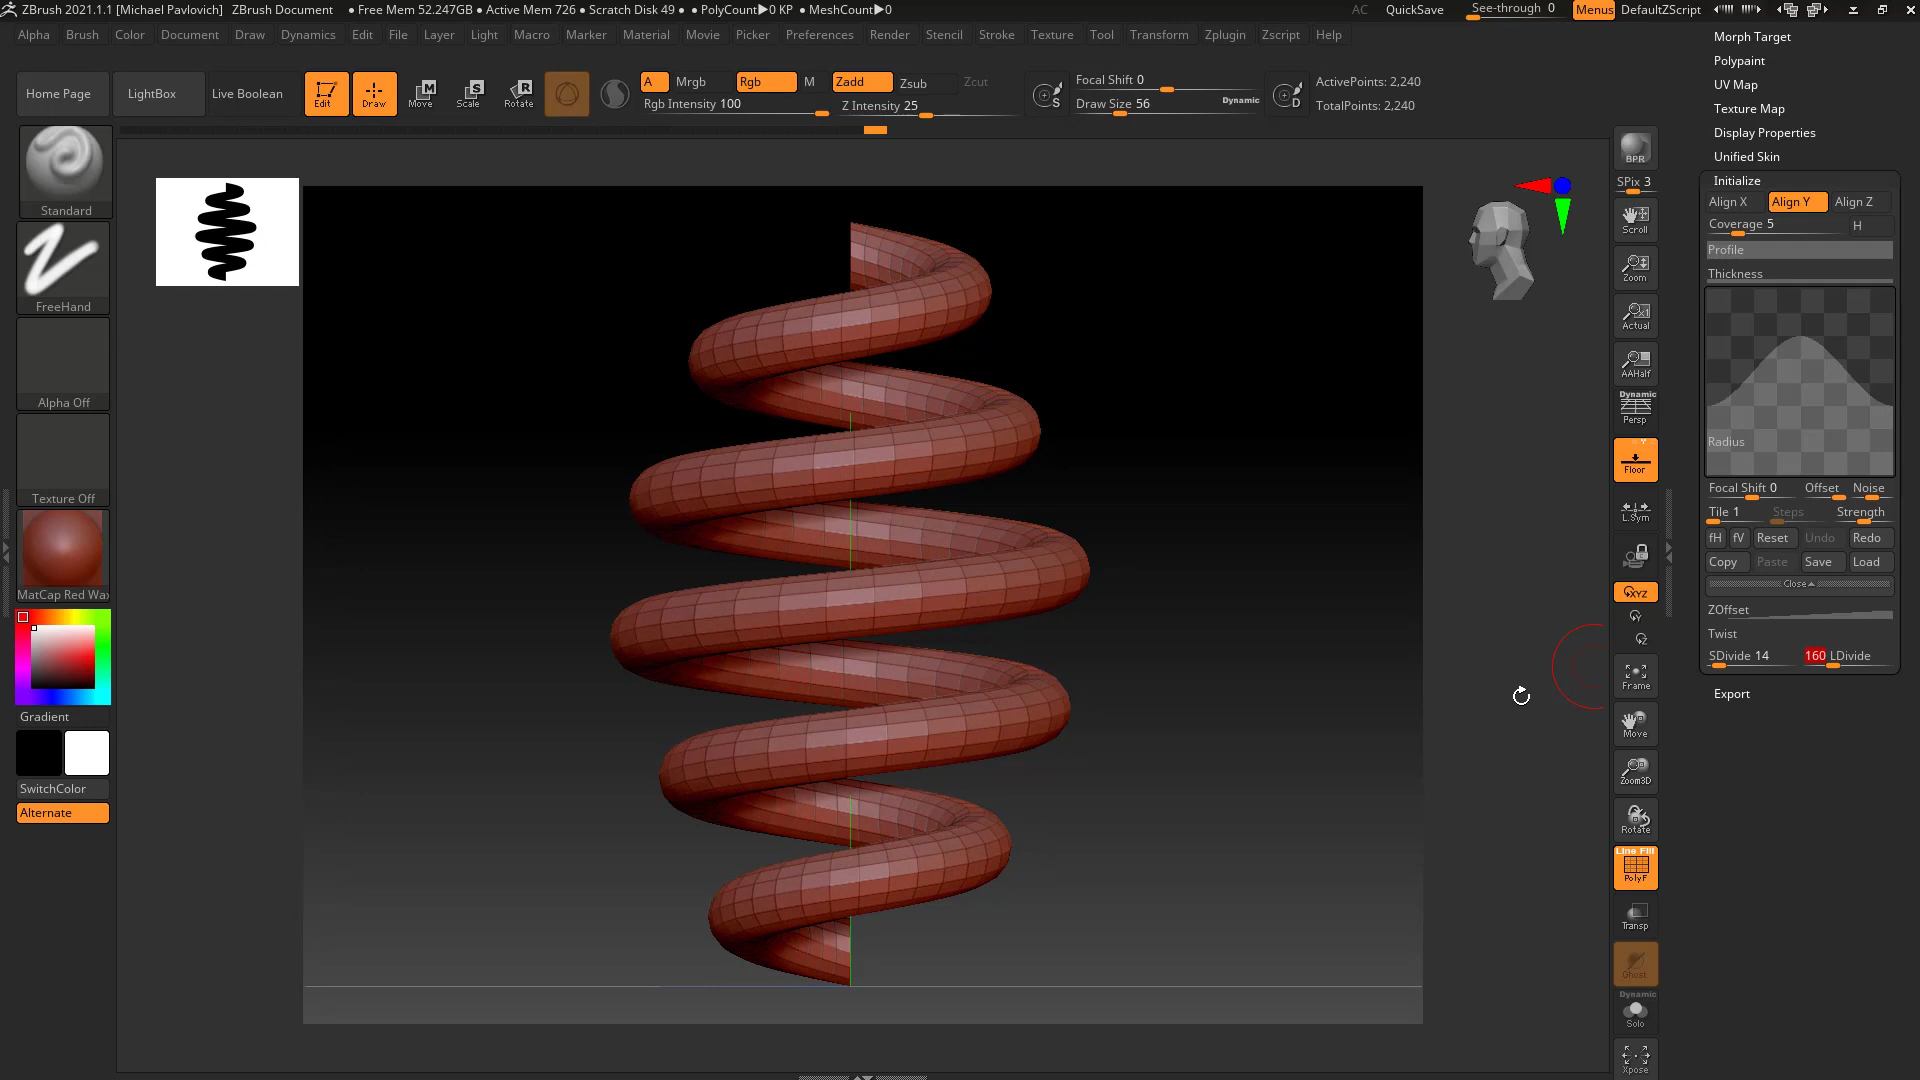 ZBrush 2021.1.1 [Michael Pavlovich] ZBrush Document • Free Mem 52.247GB • Active Mem 726 • Scratch Disk 49 • • PolyCount▶0 KP • MeshCount▶0 AC QuickSave See-through 0 Menus DefaultZScript
Alpha Brush Color Document Draw Dynamics Edit File Layer Light Macro Marker Material Movie Picker Preferences Render Stencil Stroke Texture Tool Transform Zplugin Zscript Help
Home Page LightBox Live Boolean Edit Draw Move Scale Rotate
M S R
A Mrgb Rgb M Zadd Zsub Zcut
Rgb Intensity 100 Z Intensity 25
S
Focal Shift 0
Draw Size 56 Dynamic
D
ActivePoints: 2,240
TotalPoints: 2,240
Standard
FreeHand
Alpha Off
Texture Off
MatCap Red Wax
Gradient
SwitchColor
Alternate
BPR
SPix 3
Scroll
Zoom
Actual
AAHalf
Dynamic
Persp
Floor
L.Sym
XYZ
Frame
Move
Zoom3D
Rotate
Line Fill
PolyF
Transp
Ghost
Dynamic
Solo
Xpose
Morph Target
Polypaint
UV Map
Texture Map
Display Properties
Unified Skin
Initialize
Align X Align Y Align Z
Coverage 5 H
Profile
Thickness
Radius
Focal Shift 0 Offset Noise
Tile 1 Steps Strength
fH fV Reset Undo Redo
Copy Paste Save Load
Close
ZOffset
Twist
SDivide 14 160 LDivide
Export